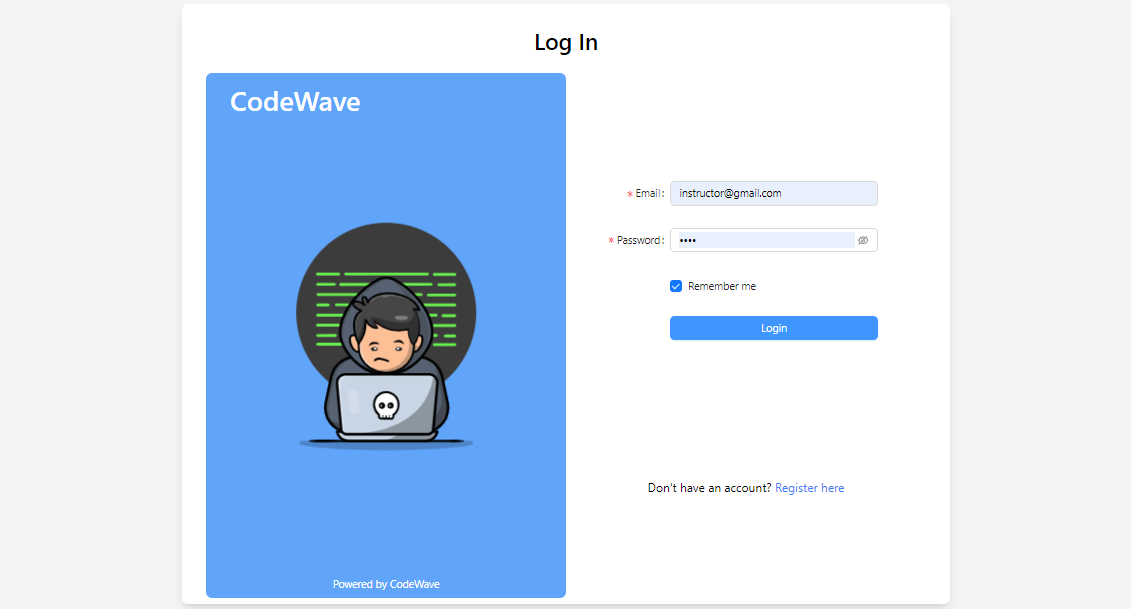 Log In
CodeWave
* Email:
instructor@gmail.com
* Password:
••••
Remember me
Login
Don't have an account? Register here
Powered by CodeWave